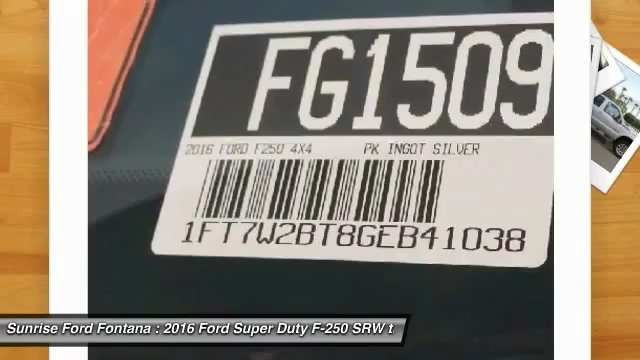 FG1509
2016 FORD F250 4X4 PK INGOT SILVER
1FT7W2BT8GEB41038
Sunrise Ford Fontana : 2016 Ford Super Duty F-250 SRW t